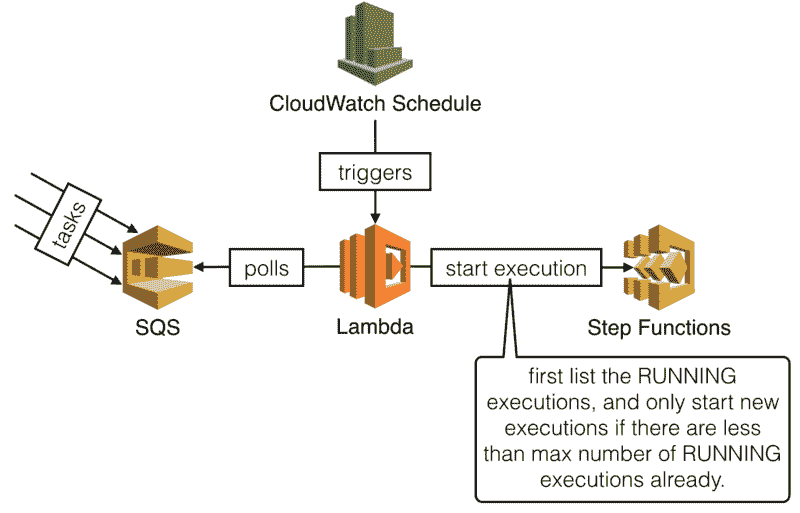 CloudWatch Schedule
triggers
tasks
polls
start execution
SQS
Lambda
Step Functions
first list the RUNNING
executions, and only start new
executions if there are less
than max number of RUNNING
executions already.